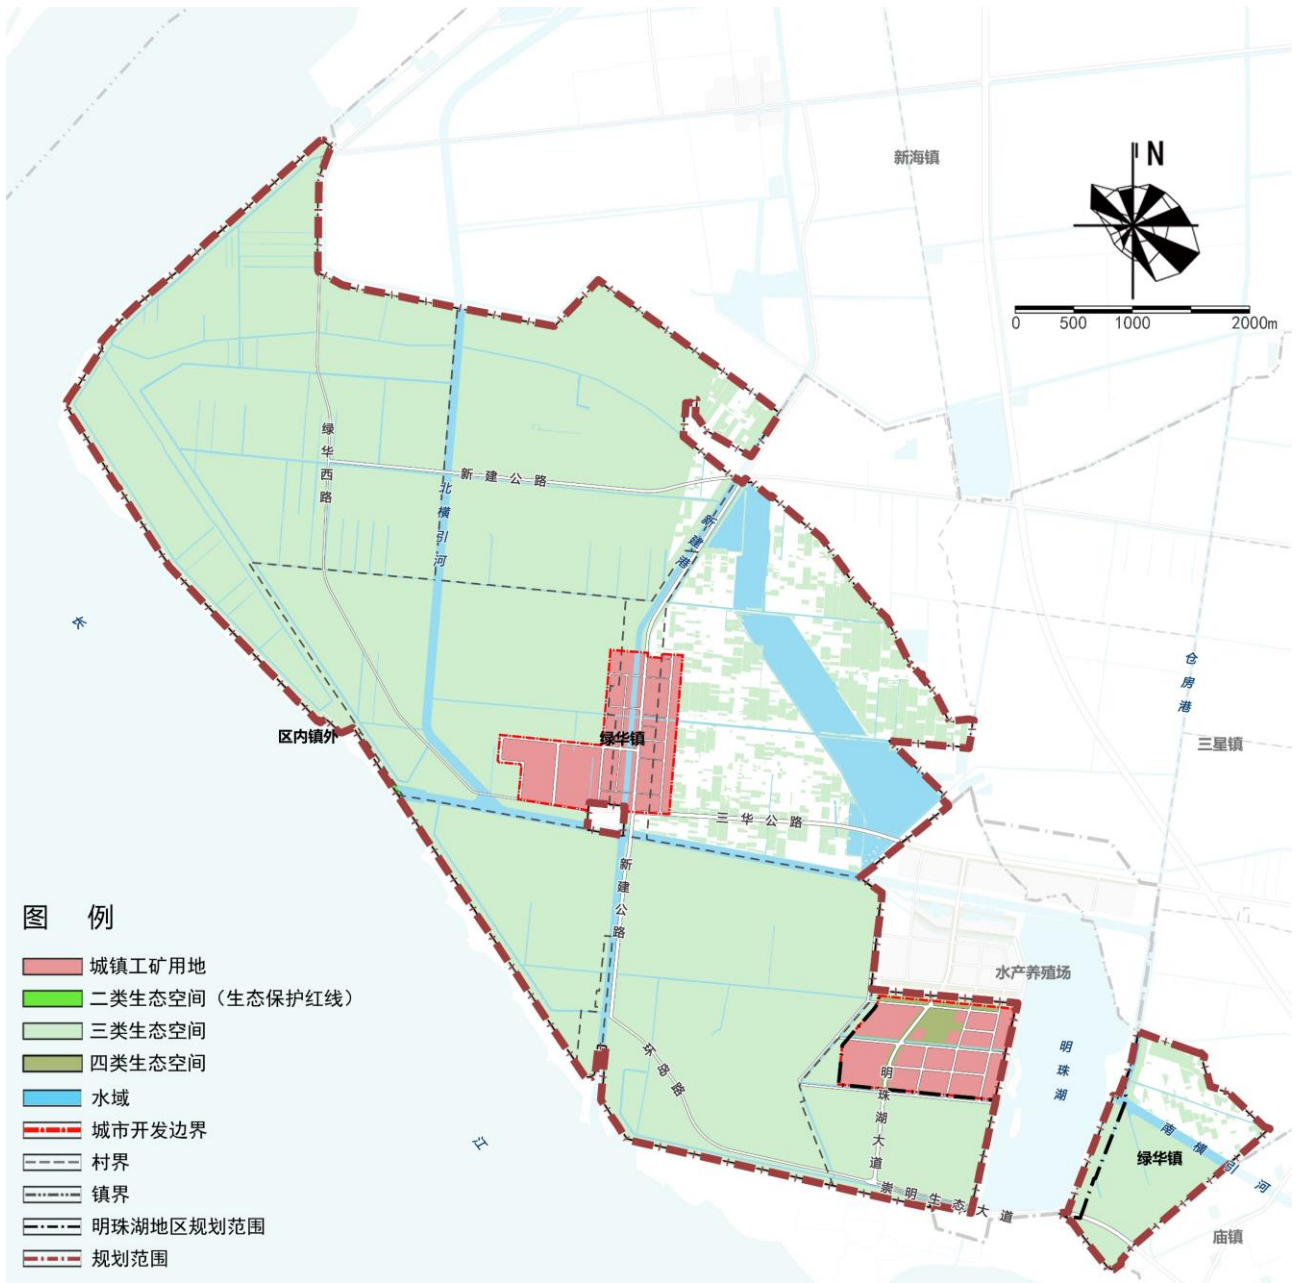 新海镇
N
0 500 1000 2000m
绿华西路
新建公路
北横引河
新建港
仓房港
长
区内镇外
绿华镇
三星镇
三华公路
新建公路
水产养殖场
环岛路
明珠湖
明珠湖大道
江
南横引河
绿华镇
崇明生态大道
庙镇
图 例
城镇工矿用地
二类生态空间（生态保护红线）
三类生态空间
四类生态空间
水域
城市开发边界
村界
镇界
明珠湖地区规划范围
规划范围